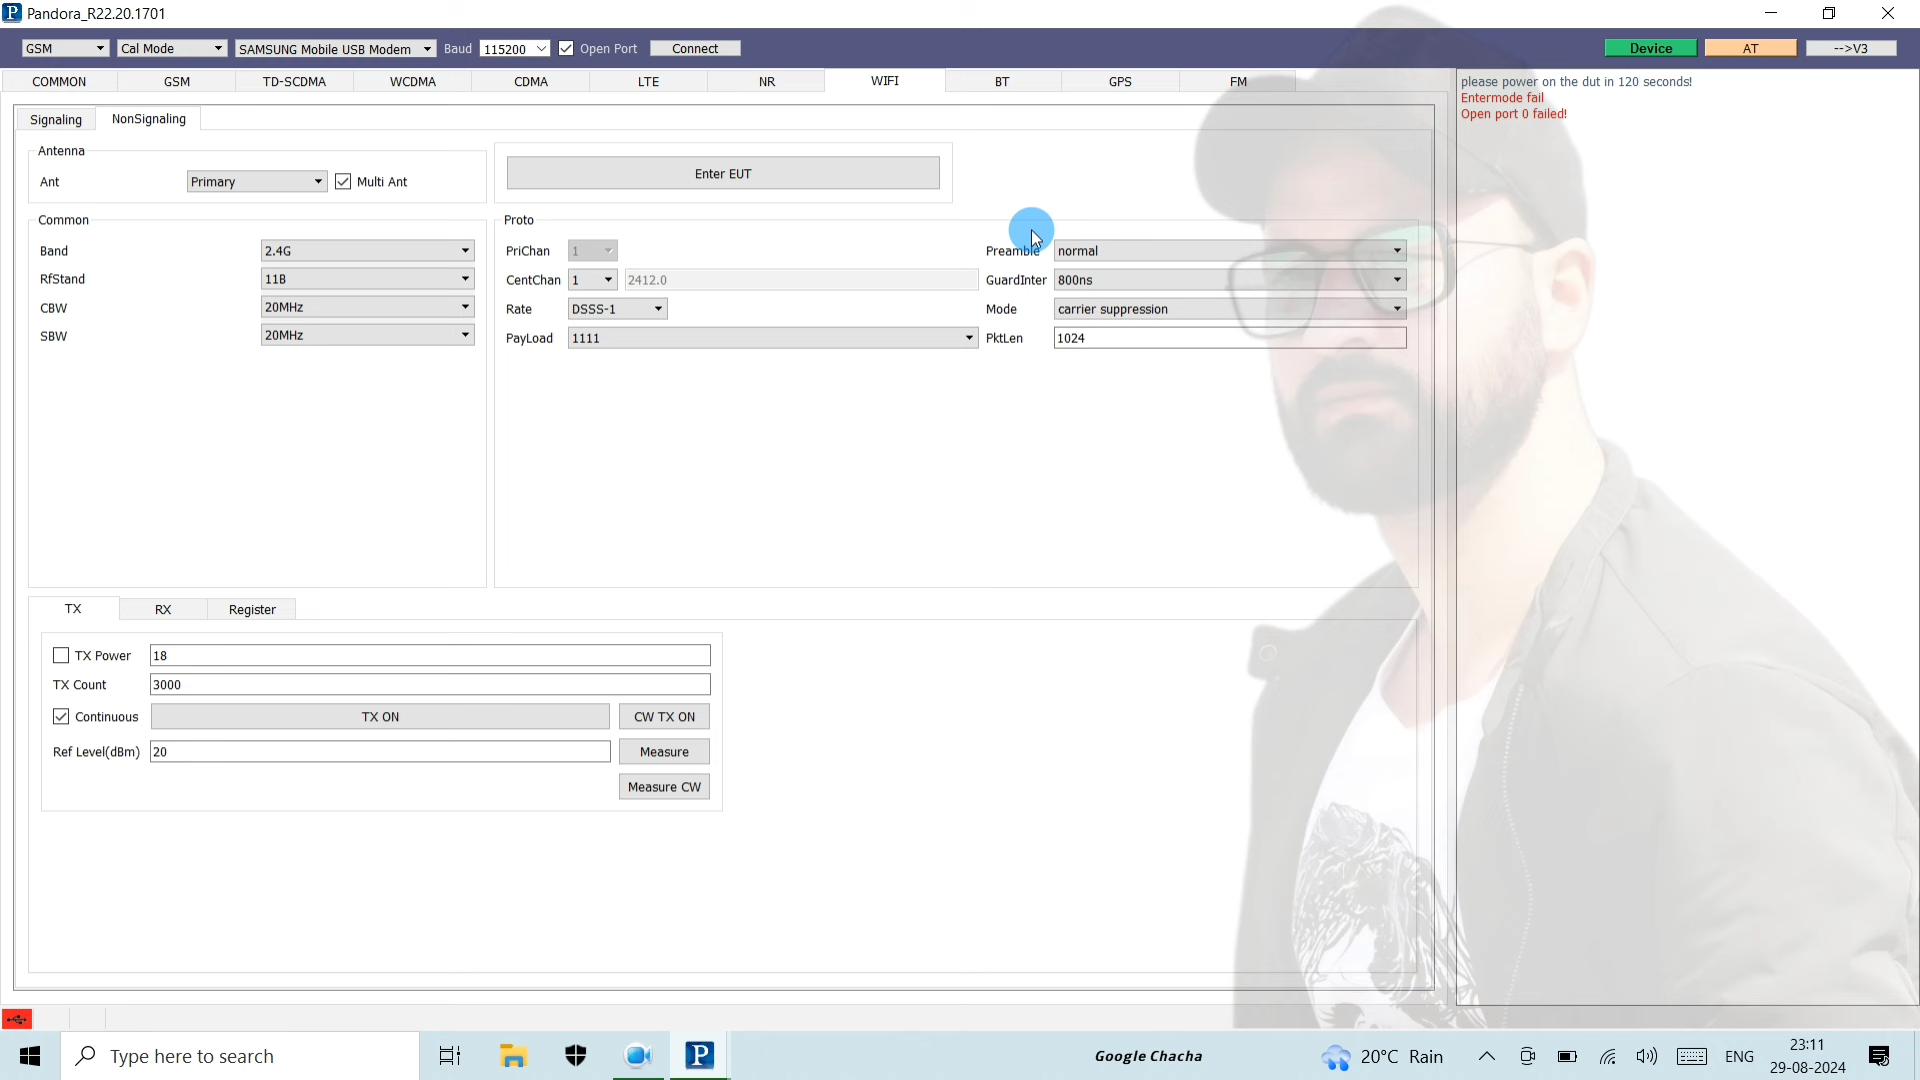 Pandora_R22.20.1701
GSM Cal Mode SAMSUNG Mobile USB Modem Baud 115200 Open Port Connect Device AT -->V3
COMMON GSM TD-SCDMA WCDMA CDMA LTE NR WIFI BT GPS FM
please power on the dut in 120 seconds!
Entermode fail
Open port 0 failed!
Signaling NonSignaling
Antenna
Ant Primary Multi Ant
Enter EUT
Common
Band 2.4G
RfStand 11B
CBW 20MHz
SBW 20MHz
Proto
PriChan 1 Preamble normal
CentChan 1 2412.0 GuardInter 800ns
Rate DSSS-1 Mode carrier suppression
PayLoad 1111 PktLen 1024
TX RX Register
TX Power 18
TX Count 3000
Continuous TX ON CW TX ON
Ref Level(dBm) 20 Measure
Measure CW
Type here to search
Google Chacha
20°C Rain
ENG
23:11
29-08-2024